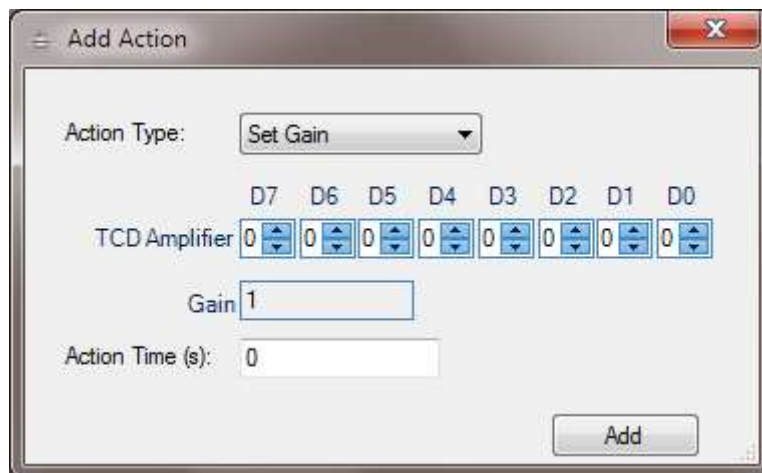 Add Action
Action Type: Set Gain
D7 D6 D5 D4 D3 D2 D1 D0
TCD Amplifier 0 0 0 0 0 0 0 0
Gain 1
Action Time (s): 0
Add